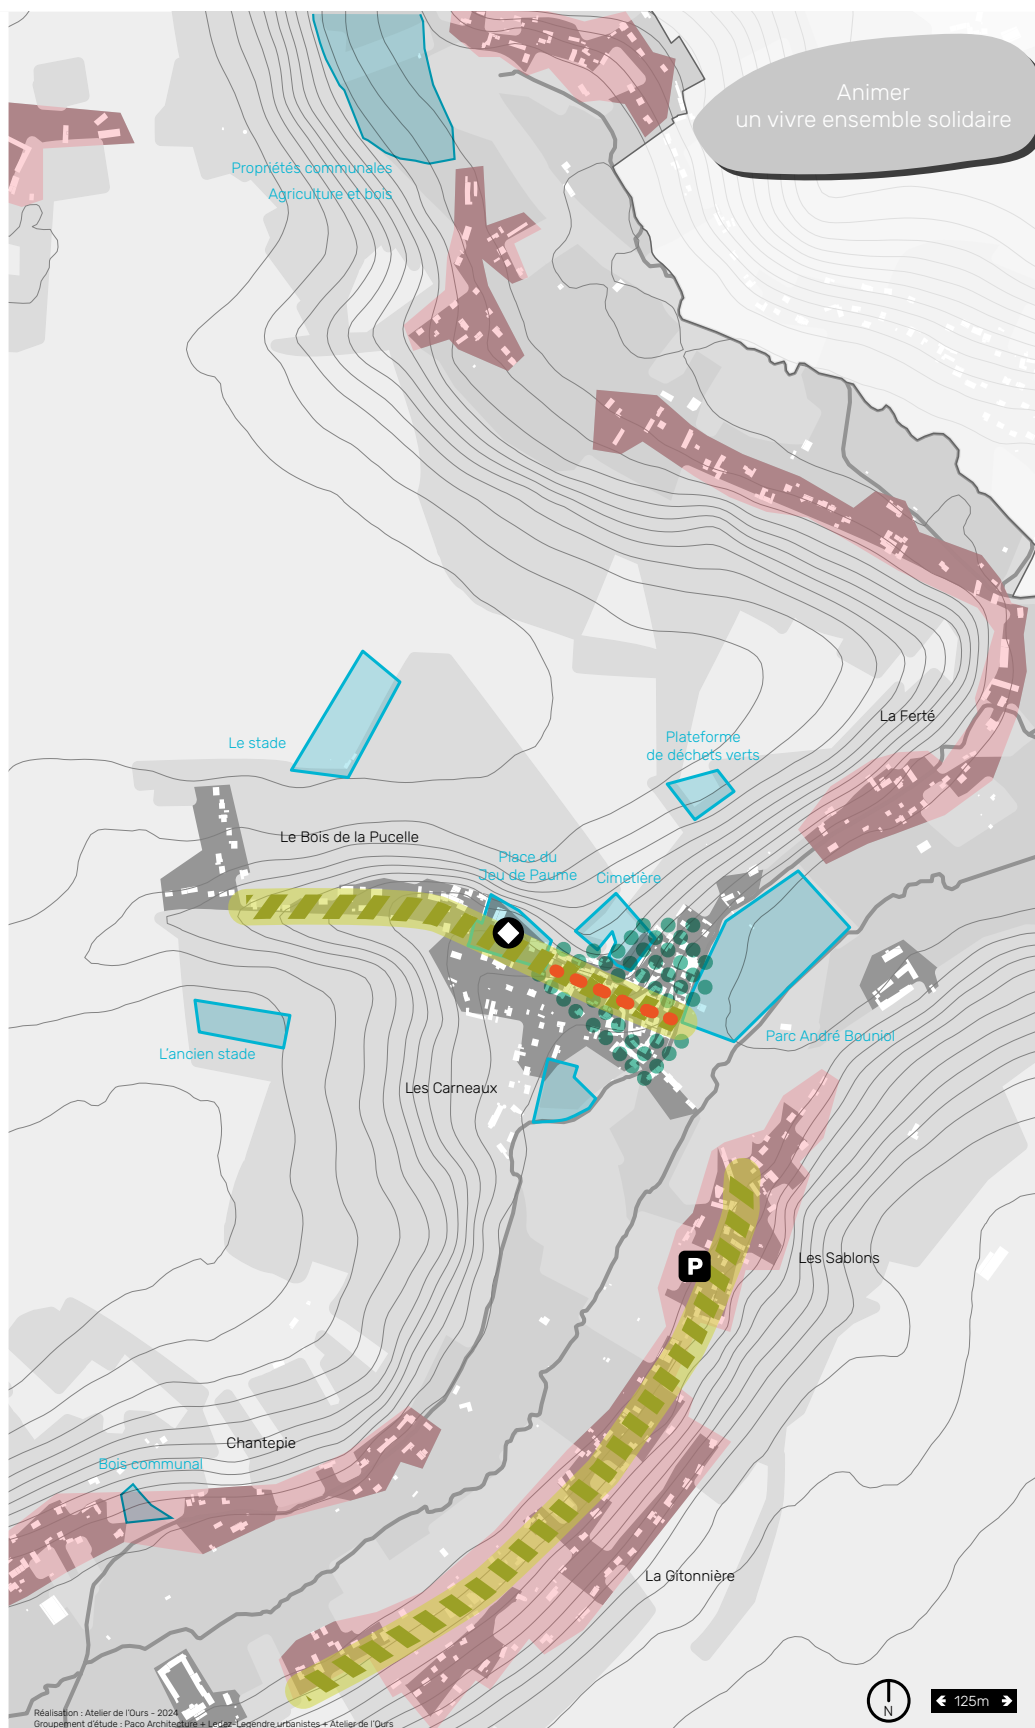 Animer
un vivre ensemble solidaire
Propriétés communales
Agriculture et bois
La Ferté
Le stade
Plateforme
de déchets verts
Le Bois de la Pucelle
Place du
Jeu de Paume
Cimetière
Parc André Bouniol
L'ancien stade
Les Carneaux
Les Sablons
P
Chantepie
Bois communal
La Gitonnière
N
125m
Réalisation : Atelier de l'Ours - 2024
Groupement d'étude : Paco Architecture + Ledez-Legendre urbanistes + Atelier de l'Ours